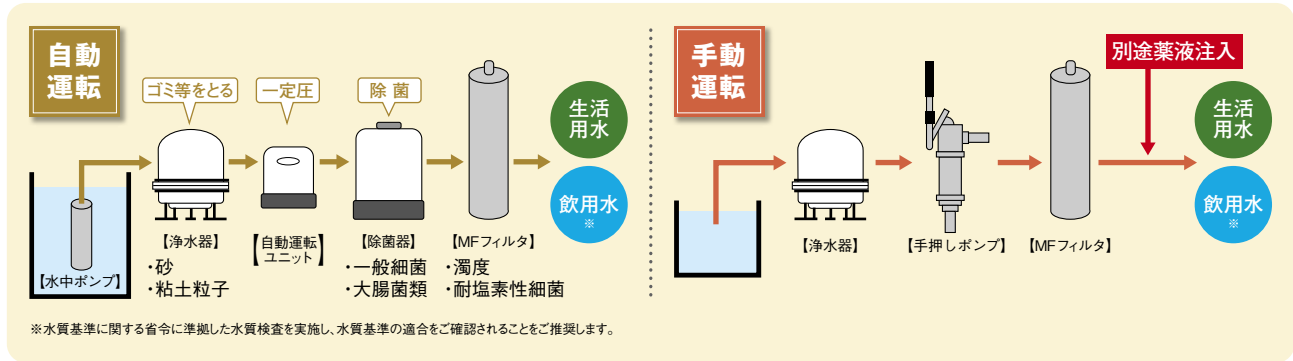 自動
運転
ゴミ等をとる
一定圧
除菌
生活
用水
飲用水
※
【水中ポンプ】
【浄水器】
・砂
・粘土粒子
【自動運転
ユニット】
【除菌器】
・一般細菌
・大腸菌類
【MFフィルタ】
・濁度
・耐塩素性細菌
手動
運転
別途薬液注入
生活
用水
飲用水
※
【浄水器】
【手押しポンプ】
【MFフィルタ】
※水質基準に関する省令に準拠した水質検査を実施し、水質基準の適合をご確認されることをご推奨します。